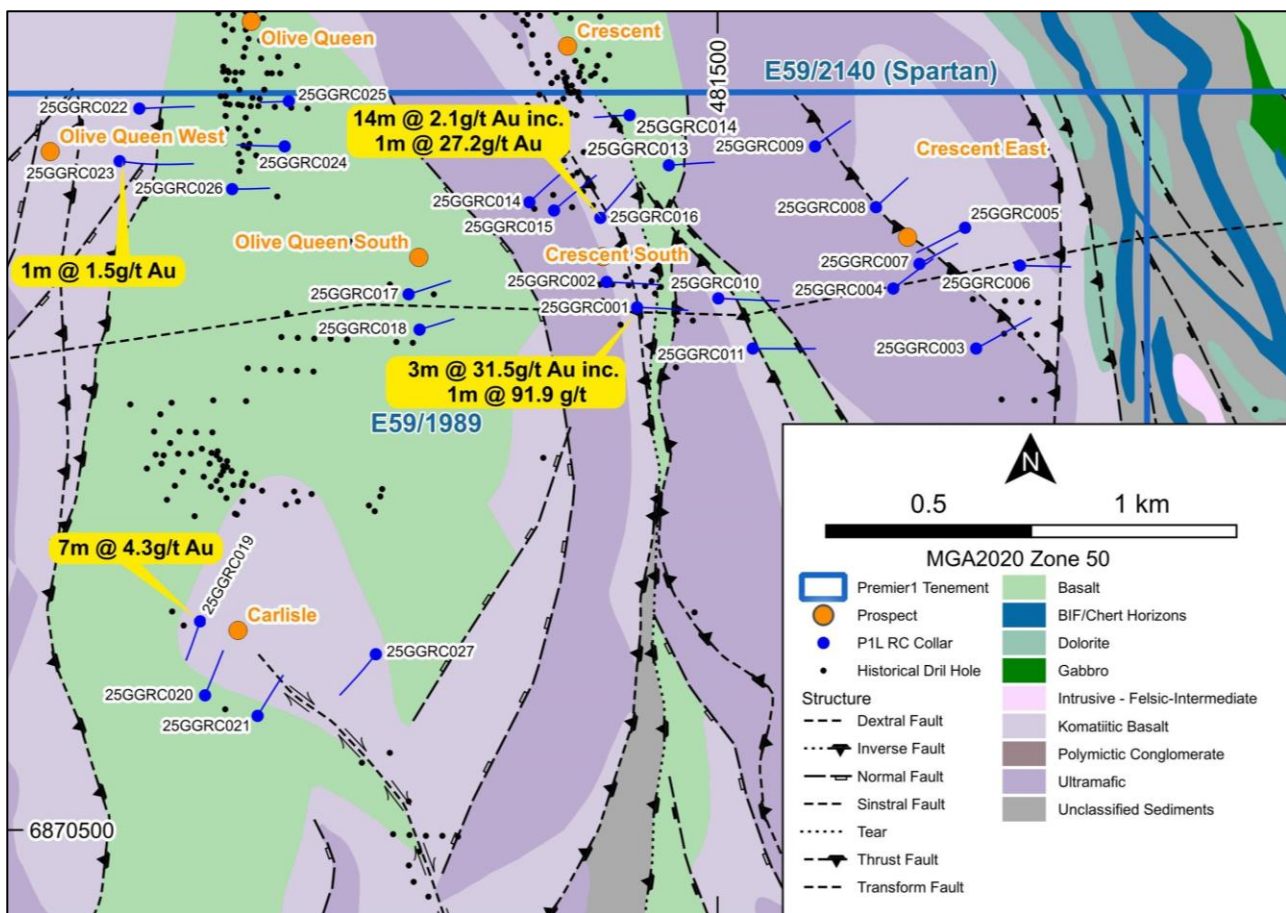 Olive Queen
Crescent
481500
E59/2140 (Spartan)
25GGRC022
25GGRC025
14m @ 2.1g/t Au inc.
1m @ 27.2g/t Au
25GGRC014
Olive Queen West
25GGRC024
25GGRC013
25GGRC009
Crescent East
25GGRC023
25GGRC026
25GGRC014
25GGRC015
25GGRC016
25GGRC008
25GGRC005
1m @ 1.5g/t Au
Olive Queen South
Crescent South
25GGRC007
25GGRC017
25GGRC002
25GGRC010
25GGRC004
25GGRC006
25GGRC018
25GGRC001
25GGRC011
25GGRC003
3m @ 31.5g/t Au inc.
1m @ 91.9 g/t
E59/1989
7m @ 4.3g/t Au
25GGRC019
Carlisle
25GGRC027
25GGRC020
25GGRC021
6870500
N
0.5
1 km
MGA2020 Zone 50
Premier1 Tenement
Prospect
P1L RC Collar
Historical Dril Hole
Structure
Dextral Fault
Inverse Fault
Normal Fault
Sinstral Fault
Tear
Thrust Fault
Transform Fault
Basalt
BIF/Chert Horizons
Dolorite
Gabbro
Intrusive - Felsic-Intermediate
Komatiitic Basalt
Polymictic Conglomerate
Ultramafic
Unclassified Sediments